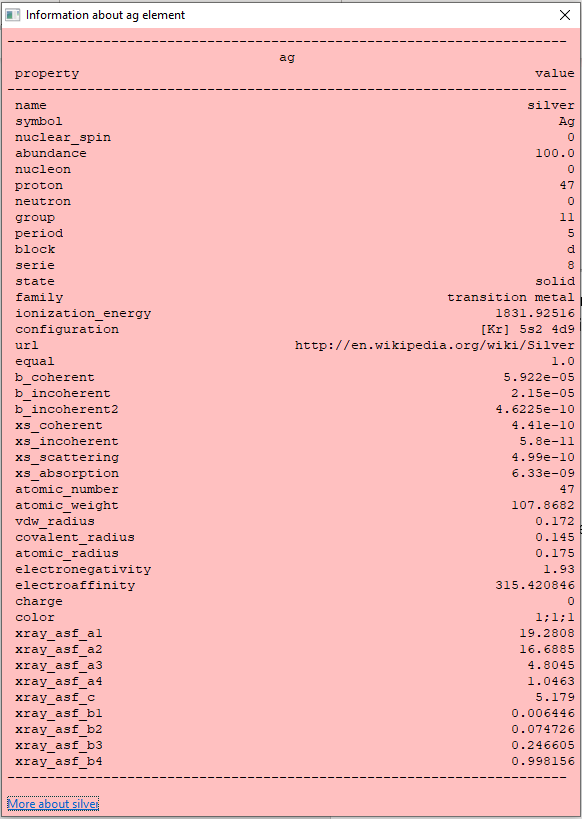 Information about ag element
ag
property value
name silver
symbol Ag
nuclear_spin 0
abundance 100.0
nucleon 0
proton 47
neutron 0
group 11
period 5
block d
serie 8
state solid
family transition metal
ionization_energy 1831.92516
configuration [Kr] 5s2 4d9
url http://en.wikipedia.org/wiki/Silver
equal 1.0
b_coherent 5.922e-05
b_incoherent 2.15e-05
b_incoherent2 4.6225e-10
xs_coherent 4.41e-10
xs_incoherent 5.8e-11
xs_scattering 4.99e-10
xs_absorption 6.33e-09
atomic_number 47
atomic_weight 107.8682
vdw_radius 0.172
covalent_radius 0.145
atomic_radius 0.175
electronegativity 1.93
electroaffinity 315.420846
charge 0
color 1;1;1
xray_asf_a1 19.2808
xray_asf_a2 16.6885
xray_asf_a3 4.8045
xray_asf_a4 1.0463
xray_asf_c 5.179
xray_asf_b1 0.006446
xray_asf_b2 0.074726
xray_asf_b3 0.246605
xray_asf_b4 0.998156
More about silver